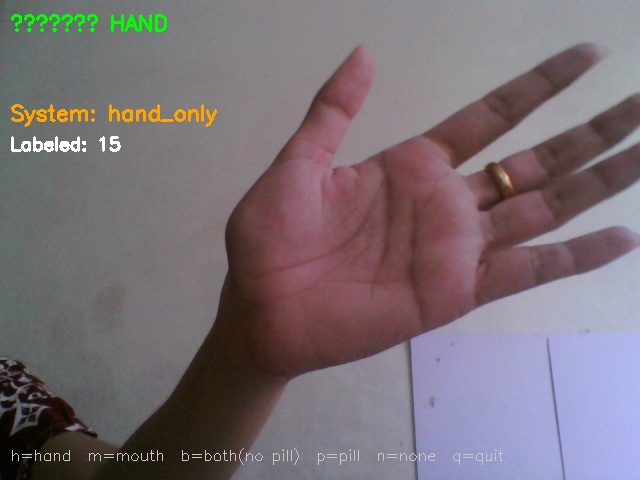 ??????? HAND
System: hand_only
Labeled: 15
h=hand m=mouth b=both(no pill) p=pill n=none q=quit